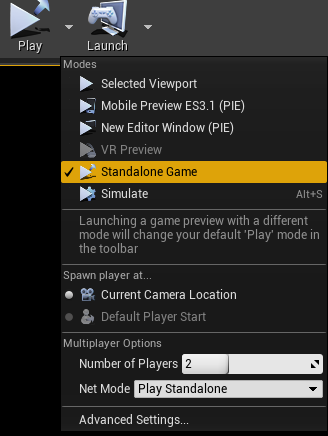 Play
Launch
Modes
Selected Viewport
Mobile Preview ES3.1 (PIE)
New Editor Window (PIE)
VR Preview
Standalone Game
Simulate Alt+S
Launching a game preview with a different
mode will change your default 'Play' mode in
the toolbar
Spawn player at...
Current Camera Location
Default Player Start
Multiplayer Options
Number of Players 2
Net Mode Play Standalone
Advanced Settings...